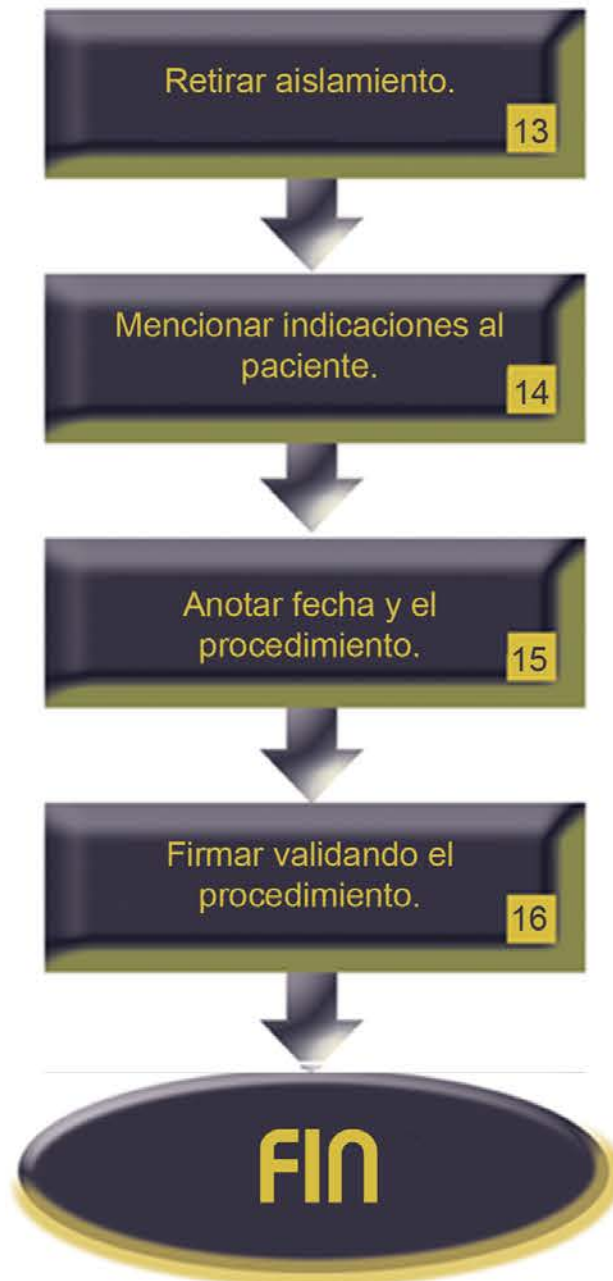 Retirar aislamiento.
13
Mencionar indicaciones al
paciente.
14
Anotar fecha y el
procedimiento.
15
Firmar validando el
procedimiento.
16
FIN